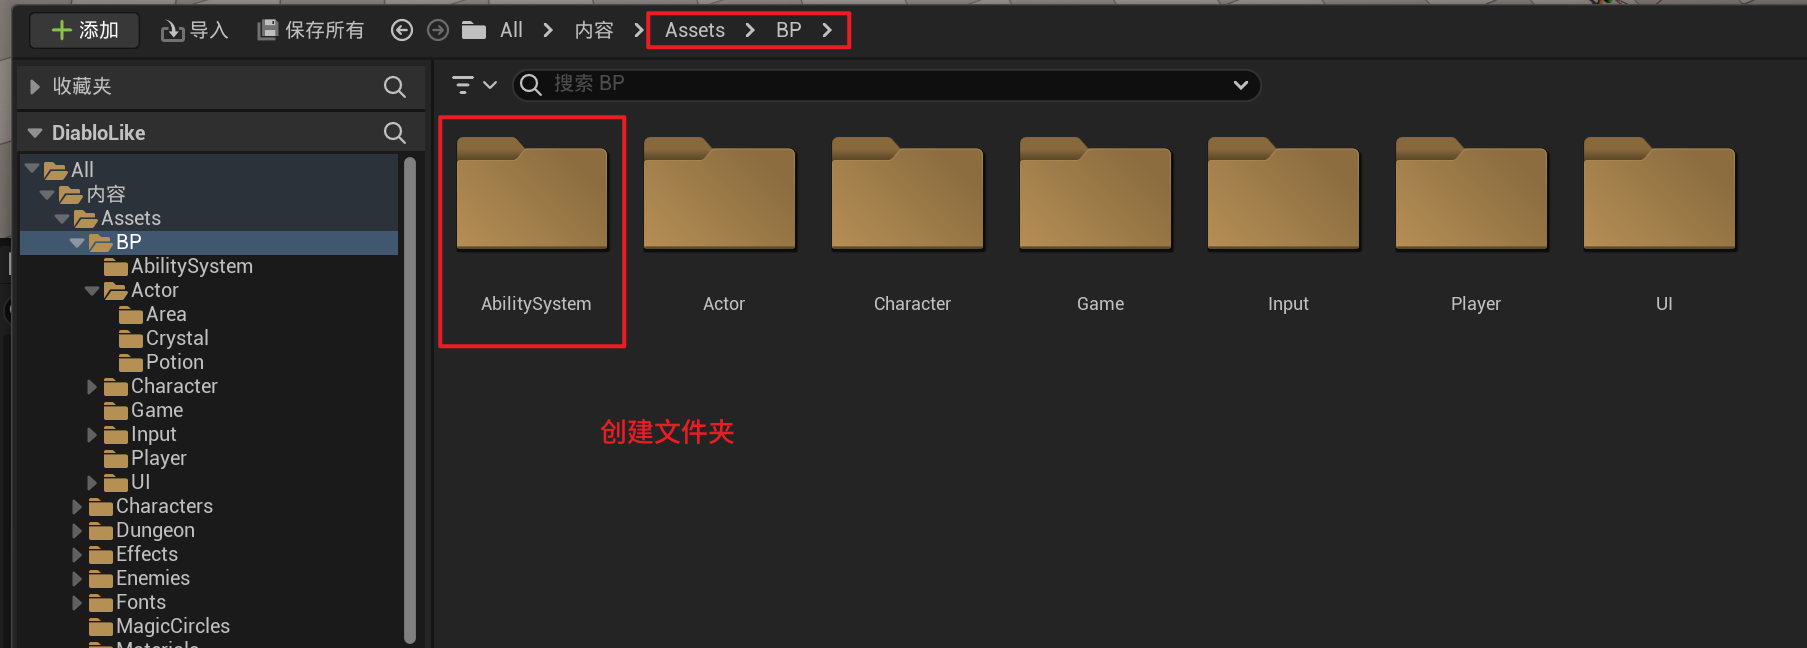 添加 导入 保存所有 All 内容 Assets BP
收藏夹
搜索 BP
DiabloLike
All
内容
Assets
BP
AbilitySystem
Actor
Area
Crystal
Potion
Character
Game
Input
Player
UI
Characters
Dungeon
Effects
Enemies
Fonts
MagicCircles
Materials
AbilitySystem Actor Character Game Input Player UI
创建文件夹